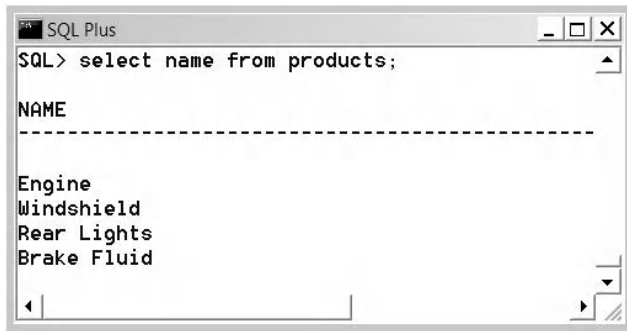 SQL Plus
SQL> select name from products;
NAME
-----------------------------------------------
Engine
Windshield
Rear Lights
Brake Fluid